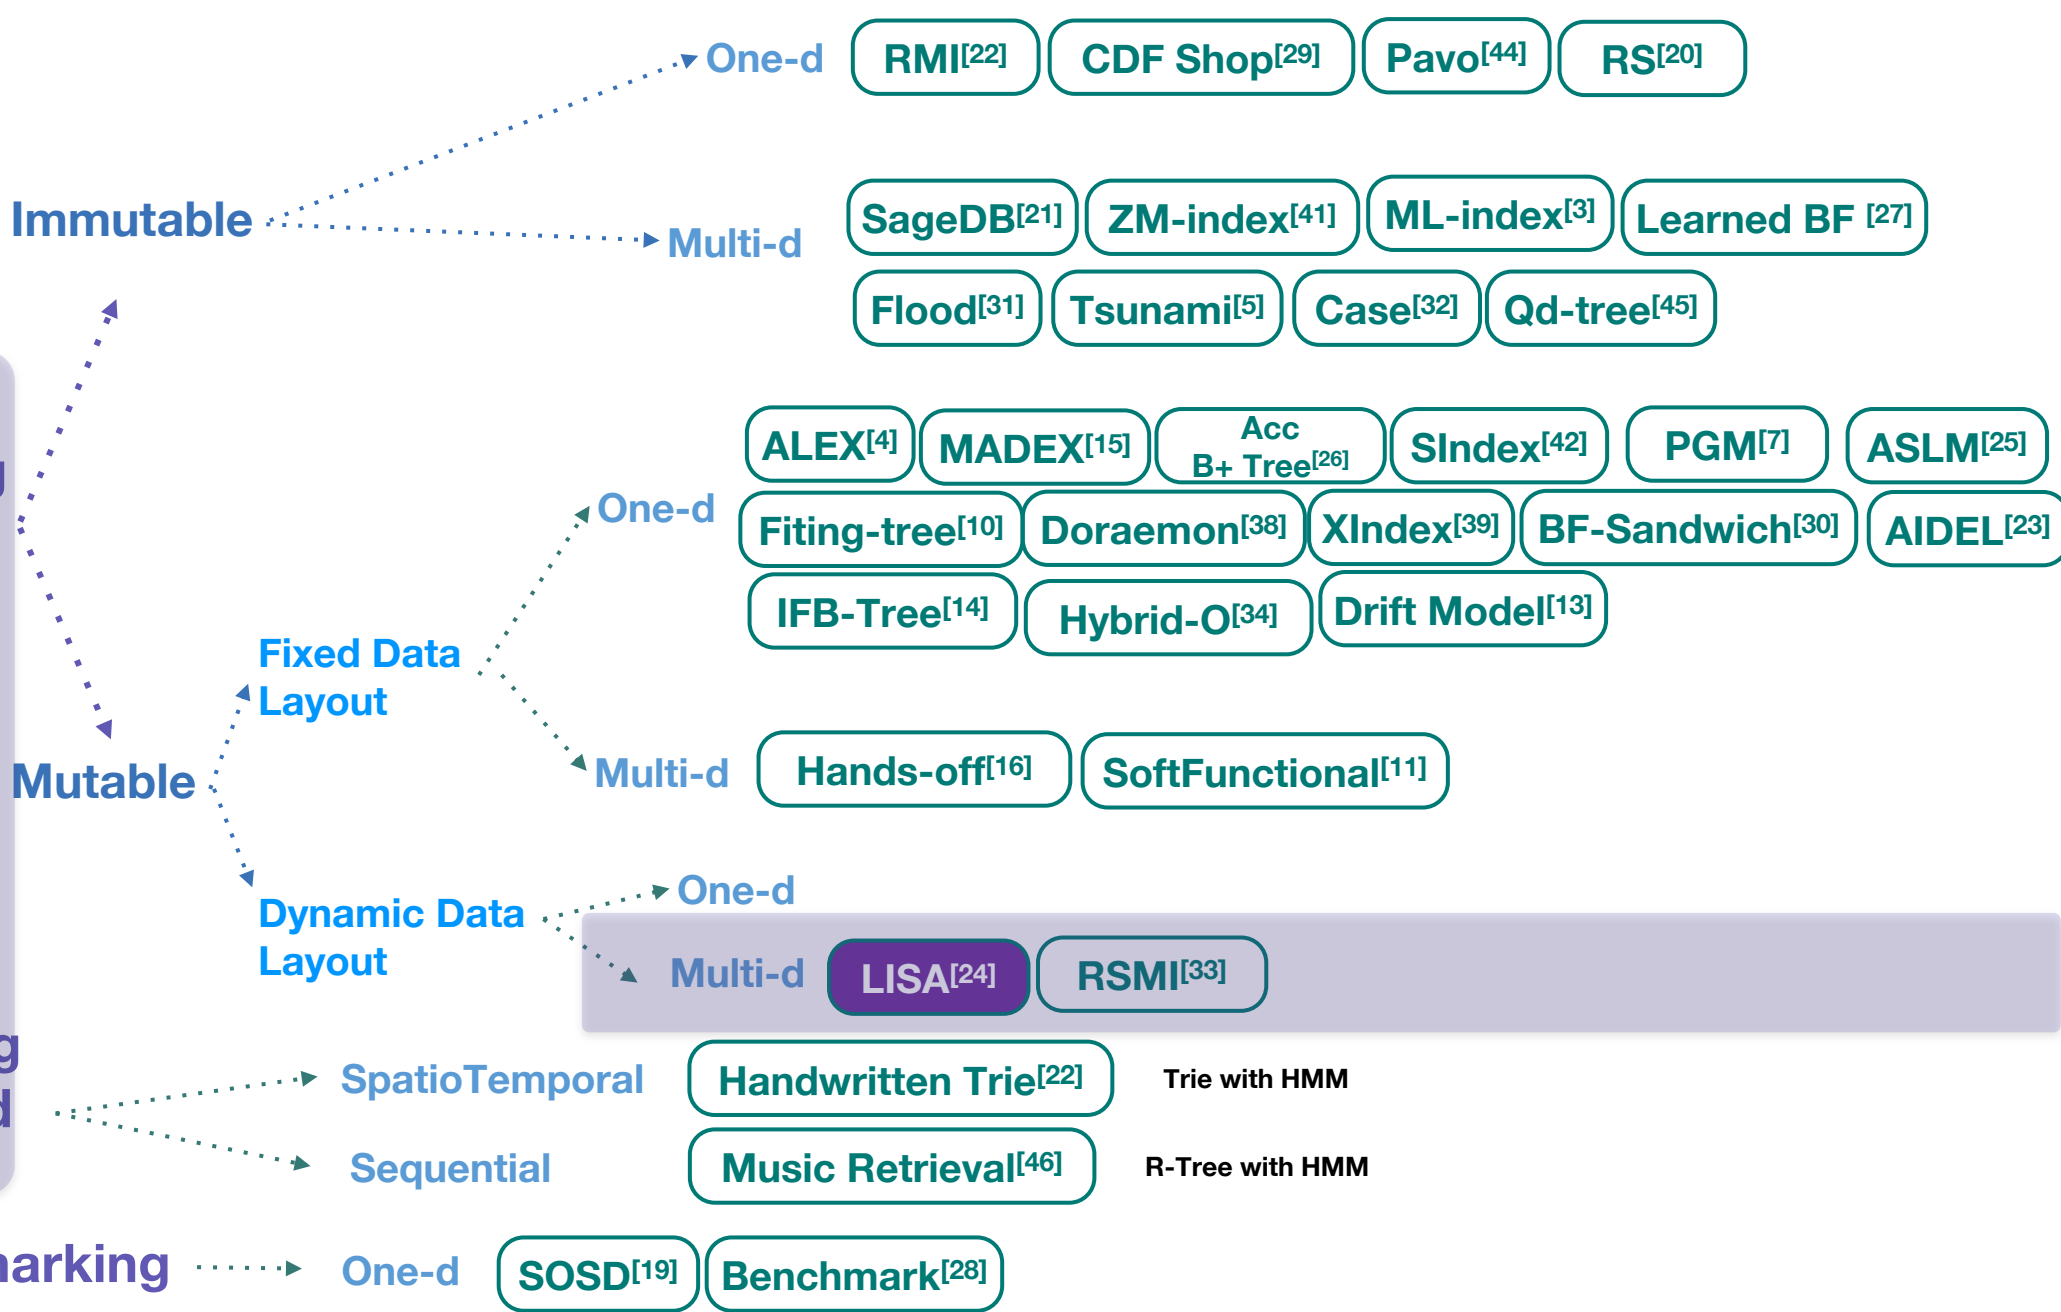 One-d RMI[22] CDF Shop[29] Pavo[44] RS[20]
Immutable
Multi-d SageDB[21] ZM-index[41] ML-index[3] Learned BF [27]
Flood[31] Tsunami[5] Case[32] Qd-tree[45]
ALEX[4] MADEX[15] Acc
B+ Tree[26] SIndex[42] PGM[7] ASLM[25]
One-d Fiting-tree[10] Doraemon[38] XIndex[39] BF-Sandwich[30] AIDEL[23]
IFB-Tree[14] Hybrid-O[34] Drift Model[13]
Fixed Data
Layout
Mutable
Multi-d Hands-off[16] SoftFunctional[11]
One-d
Dynamic Data
Layout
Multi-d LISA[24] RSMI[33]
SpatioTemporal Handwritten Trie[22] Trie with HMM
Sequential Music Retrieval[46] R-Tree with HMM
arking One-d SOSD[19] Benchmark[28]